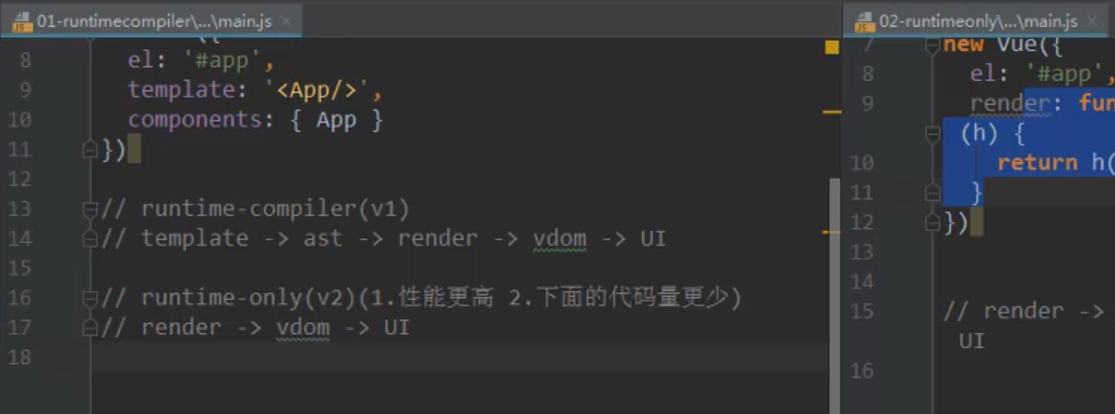 01-runtimecompiler\...\main.js
8 el: '#app',
9 template: '<App/>',
10 components: { App }
11 })
12
13 // runtime-compiler(v1)
14 // template -> ast -> render -> vdom -> UI
15
16 // runtime-only(v2)(1.性能更高 2.下面的代码量更少)
17 // render -> vdom -> UI
18
02-runtimeonly\...\main.js
7 new Vue({
8 el: '#app',
9 render: fun
(h) {
10 return h(
11 }
12 })
13
14
15 // render ->
UI
16